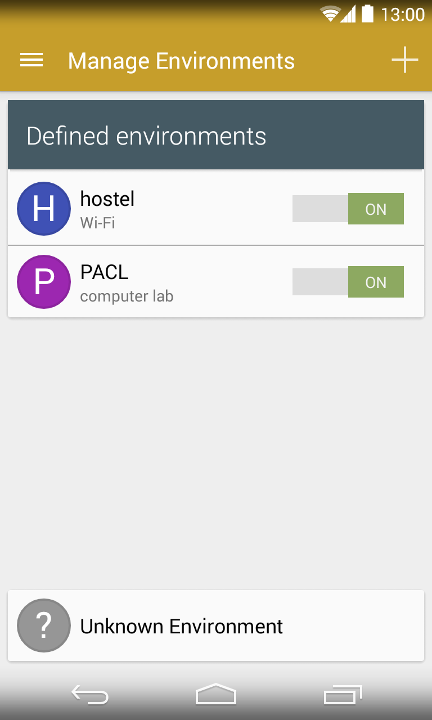 13:00
Manage Environments
Defined environments
H
hostel
Wi-Fi
ON
P
PACL
computer lab
ON
?
Unknown Environment